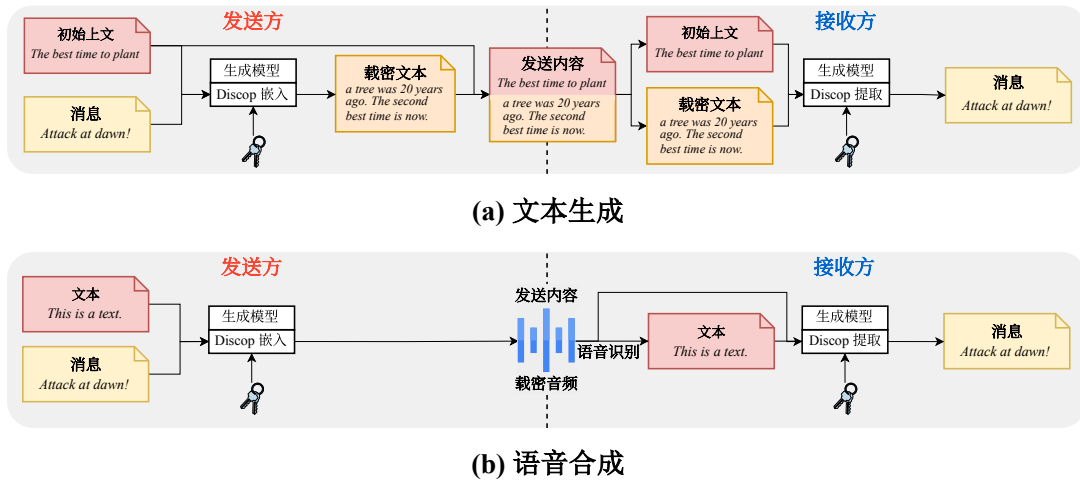 发送方
接收方
初始上文
The best time to plant
消息
Attack at dawn!
生成模型
Discop 嵌入
载密文本
a tree was 20 years
ago. The second
best time is now.
发送内容
The best time to plant
a tree was 20 years
ago. The second
best time is now.
初始上文
The best time to plant
载密文本
a tree was 20 years
ago. The second
best time is now.
生成模型
Discop 提取
消息
Attack at dawn!
(a) 文本生成
发送方
接收方
文本
This is a text.
消息
Attack at dawn!
生成模型
Discop 嵌入
发送内容
载密音频
语音识别
文本
This is a text.
生成模型
Discop 提取
消息
Attack at dawn!
(b) 语音合成